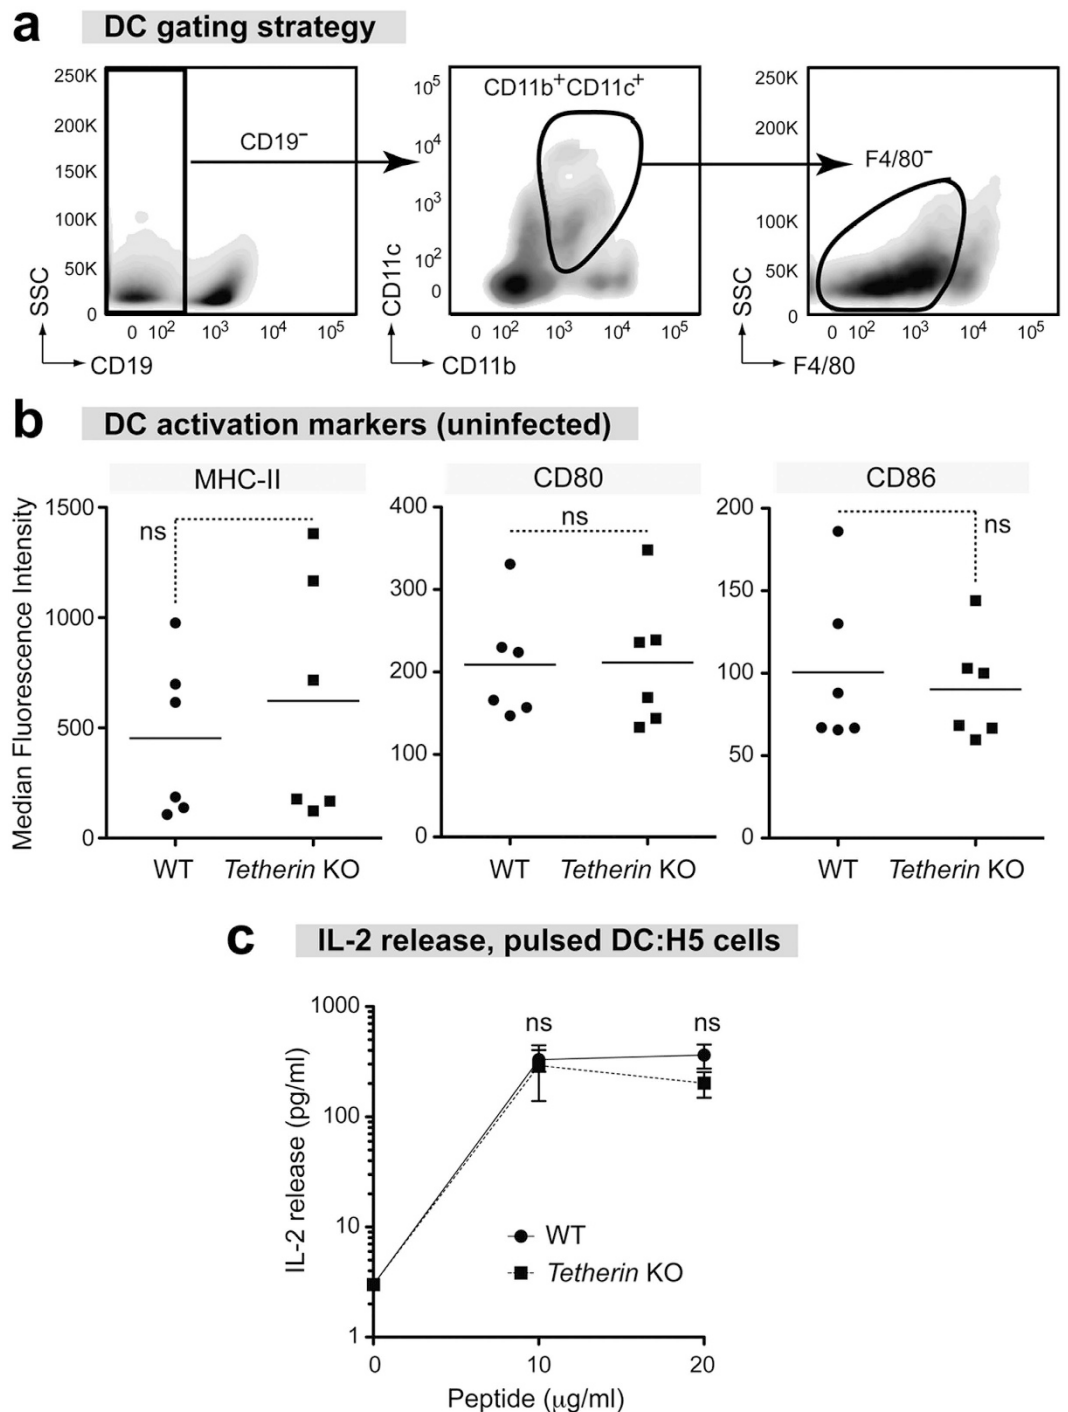 a DC gating strategy
250K
200K
150K
100K
50K
0
SSC
CD19⁻
0 10² 10³ 10⁴ 10⁵
CD19
10⁵
10⁴
10³
10²
0
CD11c
CD11b⁺CD11c⁺
0 10² 10³ 10⁴ 10⁵
CD11b
250K
200K
100K
50K
0
SSC
F4/80⁻
0 10² 10³ 10⁴ 10⁵
F4/80
b DC activation markers (uninfected)
Median Fluorescence Intensity
MHC-II
1500
1000
500
0
ns
WT Tetherin KO
CD80
400
300
200
100
0
ns
WT Tetherin KO
CD86
200
150
100
50
0
ns
WT Tetherin KO
c IL-2 release, pulsed DC:H5 cells
IL-2 release (pg/ml)
1000
100
10
1
ns ns
WT
Tetherin KO
0 10 20
Peptide (μg/ml)